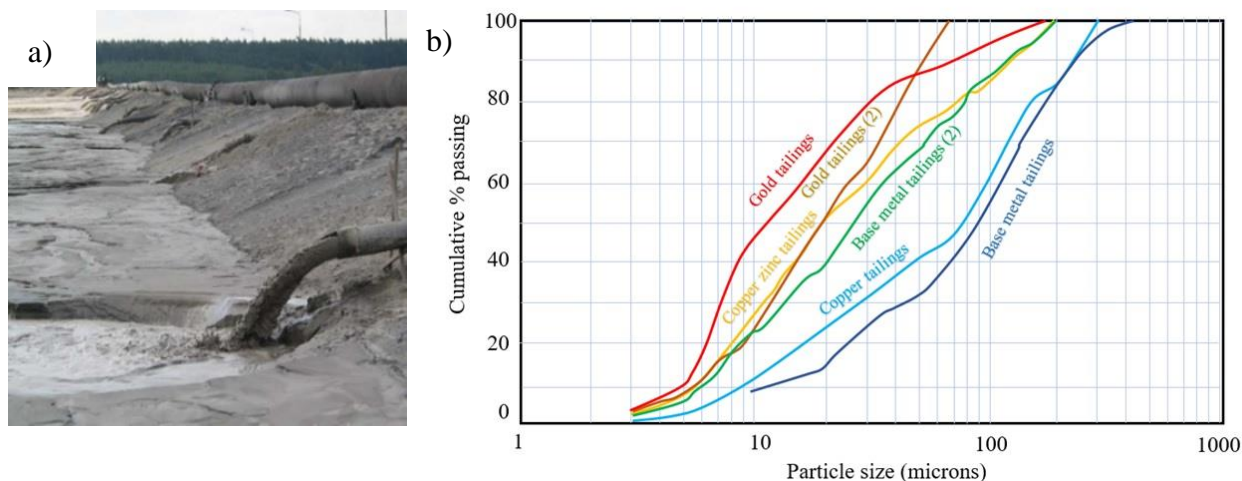 a)
b)
Cumulative % passing
100
80
60
40
20
0
Gold tailings
Gold tailings (2)
Copper zinc tailings
Base metal tailings (2)
Copper tailings
Base metal tailings
1
10
100
1000
Particle size (microns)